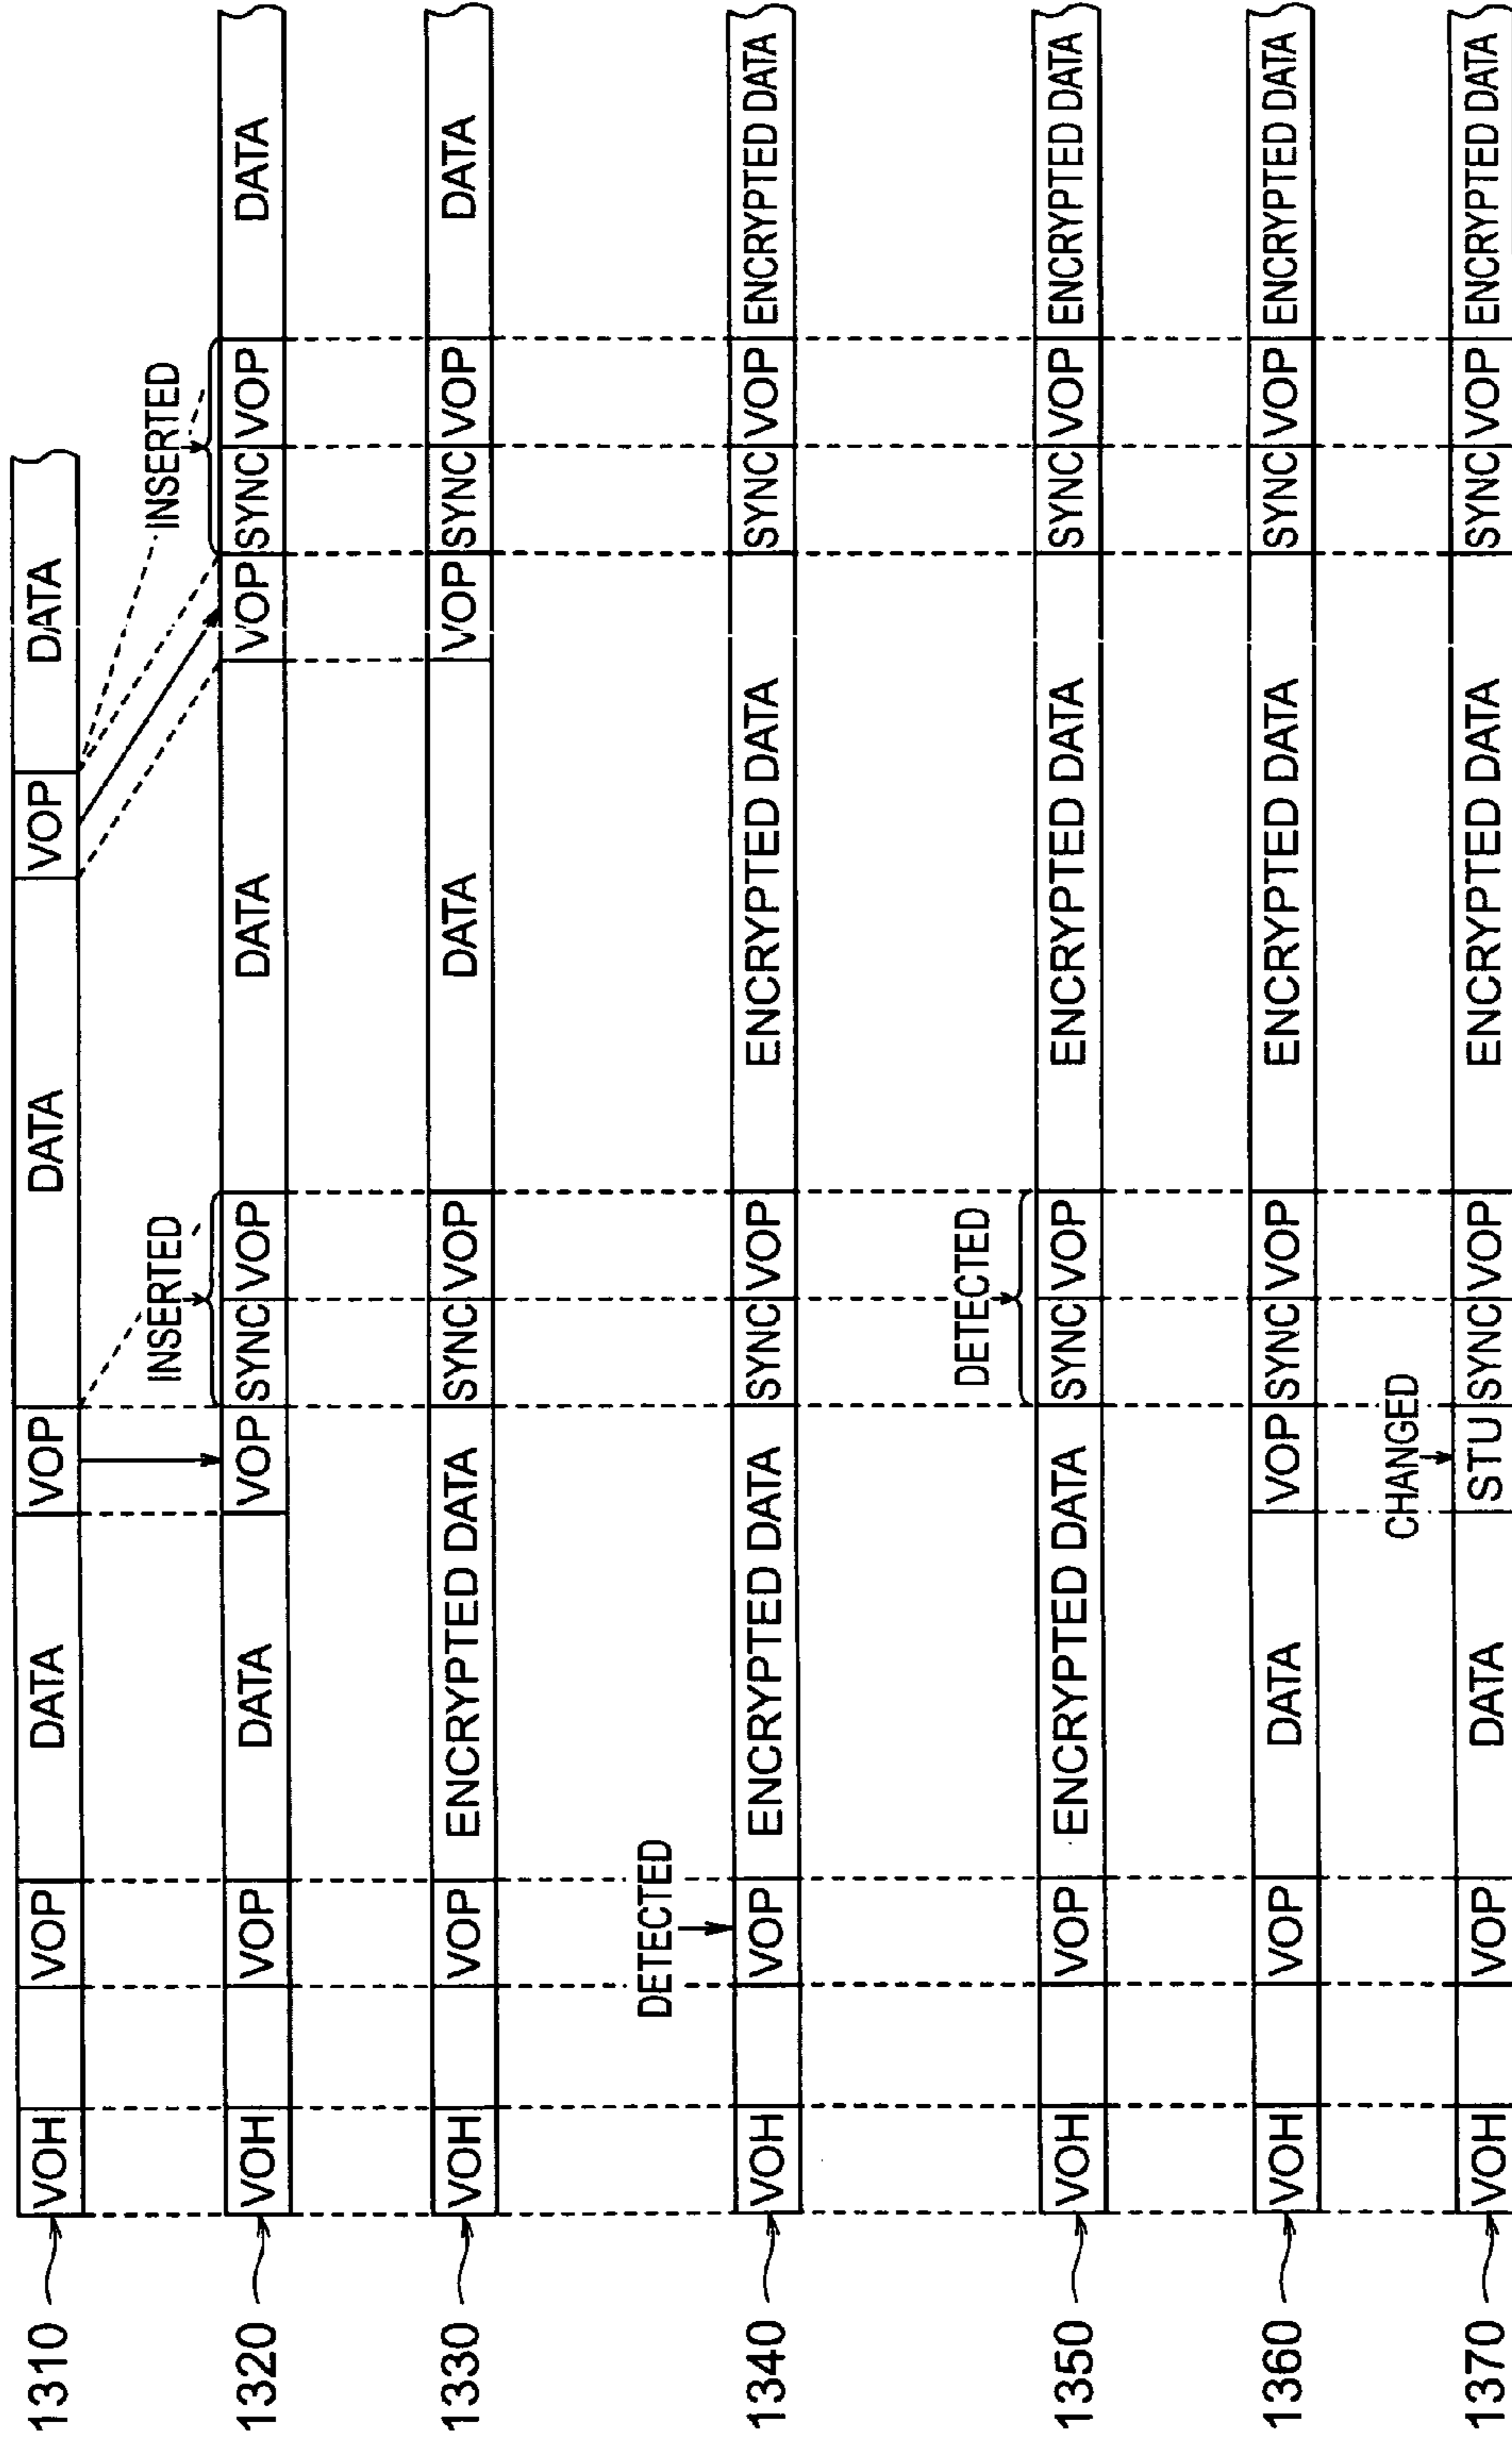 1310 VOH VOP DATA VOP DATA VOP DATA
INSERTED INSERTED
1320 VOH VOP DATA VOP SYNC VOP DATA VOP SYNC VOP DATA
1330 VOH VOP ENCRYPTED DATA SYNC VOP DATA VOP SYNC VOP DATA
DETECTED
1340 VOH VOP ENCRYPTED DATA SYNC VOP ENCRYPTED DATA SYNC VOP ENCRYPTED DATA
DETECTED
1350 VOH VOP ENCRYPTED DATA SYNC VOP ENCRYPTED DATA SYNC VOP ENCRYPTED DATA
1360 VOH VOP DATA VOP SYNC VOP ENCRYPTED DATA SYNC VOP ENCRYPTED DATA
CHANGED
1370 VOH VOP DATA STU SYNC VOP ENCRYPTED DATA SYNC VOP ENCRYPTED DATA